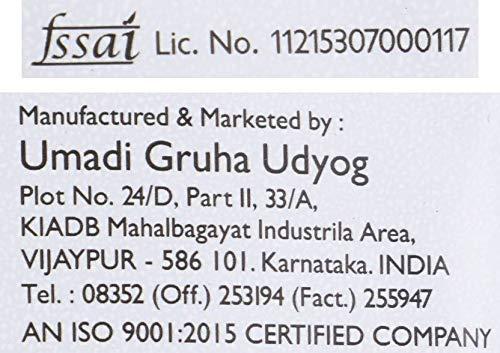 fssai Lic. No. 11215307000117
Manufactured & Marketed by :
Umadi Gruha Udyog
Plot No. 24/D, Part II, 33/A,
KIADB Mahalbagayat Industrila Area,
VIJAYPUR - 586 101. Karnataka. INDIA
Tel. : 08352 (Off.) 253194 (Fact.) 255947
AN ISO 9001:2015 CERTIFIED COMPANY